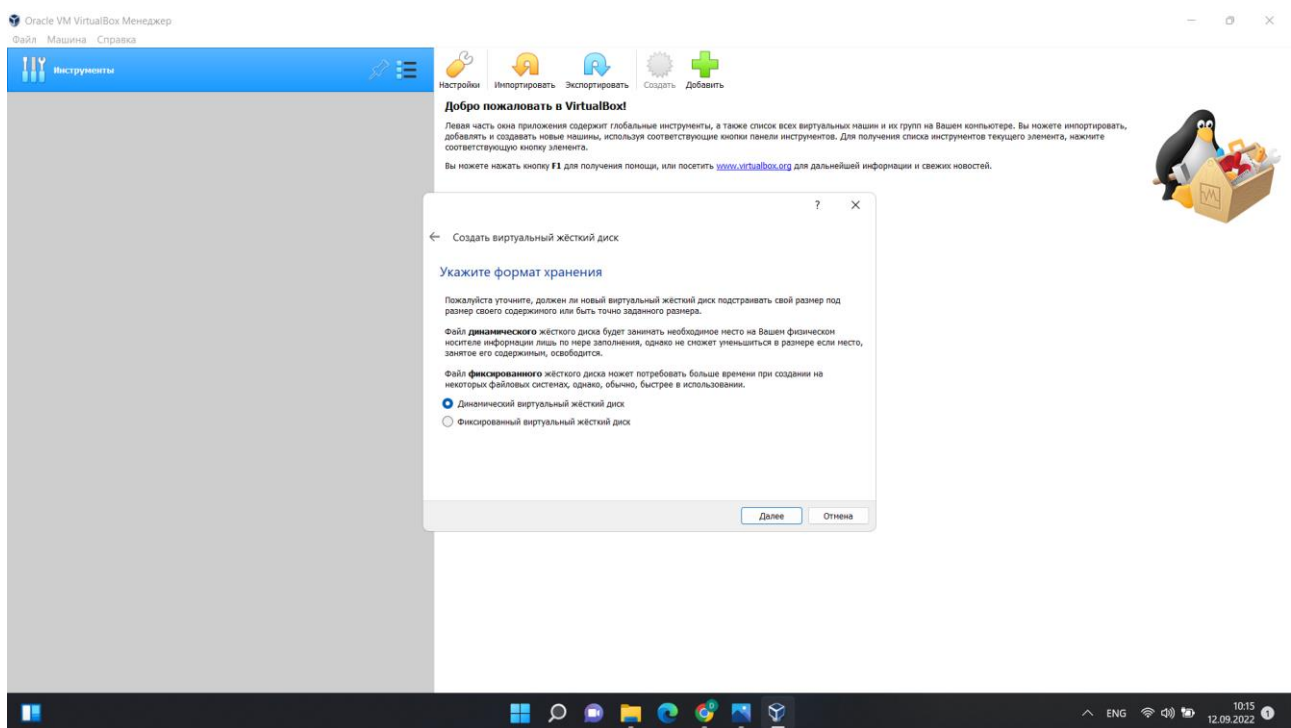 Oracle VM VirtualBox Менеджер
Файл Машина Справка
Инструменты
Настройки Импортировать Экспортировать Создать Добавить
Добро пожаловать в VirtualBox!
Левая часть окна приложения содержит глобальные инструменты, а также список всех виртуальных машин и их групп на Вашем компьютере. Вы можете импортировать,
добавлять и создавать новые машины, используя соответствующие кнопки панели инструментов. Для получения списка инструментов текущего элемента, нажмите
соответствующую кнопку элемента.
Вы можете нажать кнопку F1 для получения помощи, или посетить www.virtualbox.org для дальнейшей информации и свежих новостей.
?
Создать виртуальный жёсткий диск
Укажите формат хранения
Пожалуйста уточните, должен ли новый виртуальный жёсткий диск подстраивать свой размер под
размер своего содержимого или быть точно заданного размера.
Файл динамического жёсткого диска будет занимать необходимое место на Вашем физическом
носителе информации лишь по мере заполнения, однако не сможет уменьшиться в размере если место,
занятое его содержимым, освободится.
Файл фиксированного жёсткого диска может потребовать больше времени при создании на
некоторых файловых системах, однако, обычно, быстрее в использовании.
Динамический виртуальный жёсткий диск
Фиксированный виртуальный жёсткий диск
Далее Отмена
ENG
10:15
12.09.2022
1